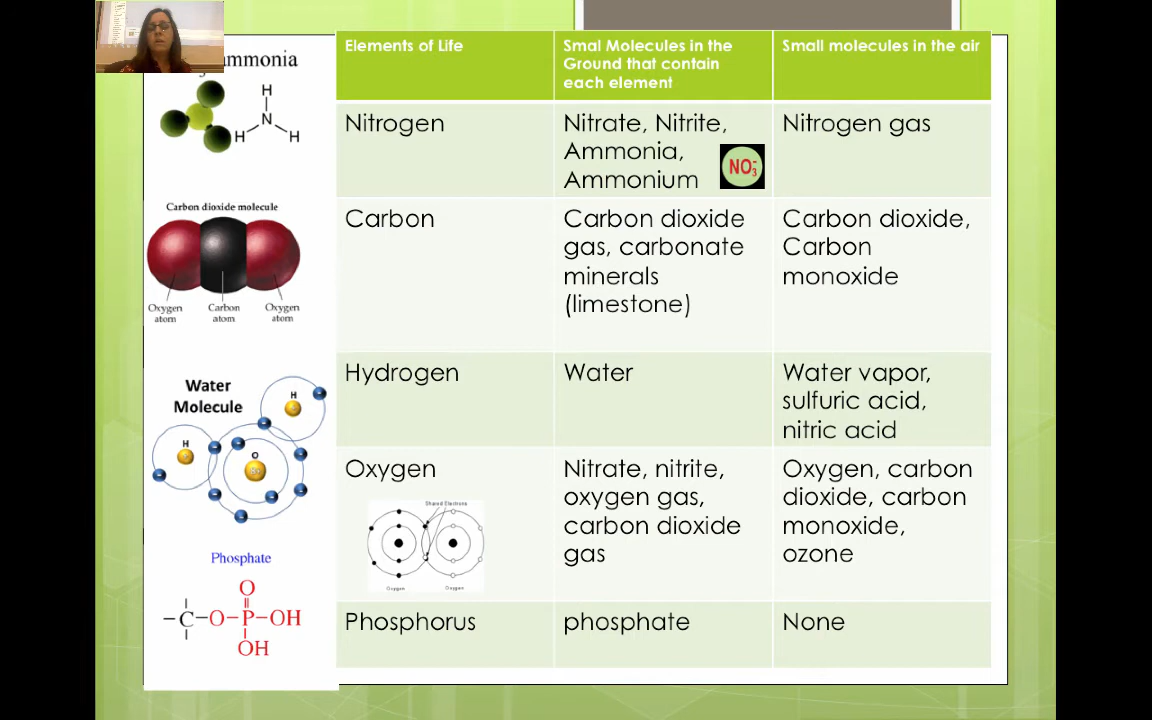 ammonia
H
N
H
H
Carbon dioxide molecule
Oxygen atom
Carbon atom
Oxygen atom
Water
Molecule
H
H
O
Phosphate
O
C-O-P-OH
OH
Elements of Life
Smal Molecules in the
Ground that contain
each element
Small molecules in the air
Nitrogen
Nitrate, Nitrite,
Ammonia,
Ammonium
NO3-
Nitrogen gas
Carbon
Carbon dioxide
gas, carbonate
minerals
(limestone)
Carbon dioxide,
Carbon
monoxide
Hydrogen
Water
Water vapor,
sulfuric acid,
nitric acid
Oxygen
Shared Electrons
Oxygen
Oxygen
Nitrate, nitrite,
oxygen gas,
carbon dioxide
gas
Oxygen, carbon
dioxide, carbon
monoxide,
ozone
Phosphorus
phosphate
None